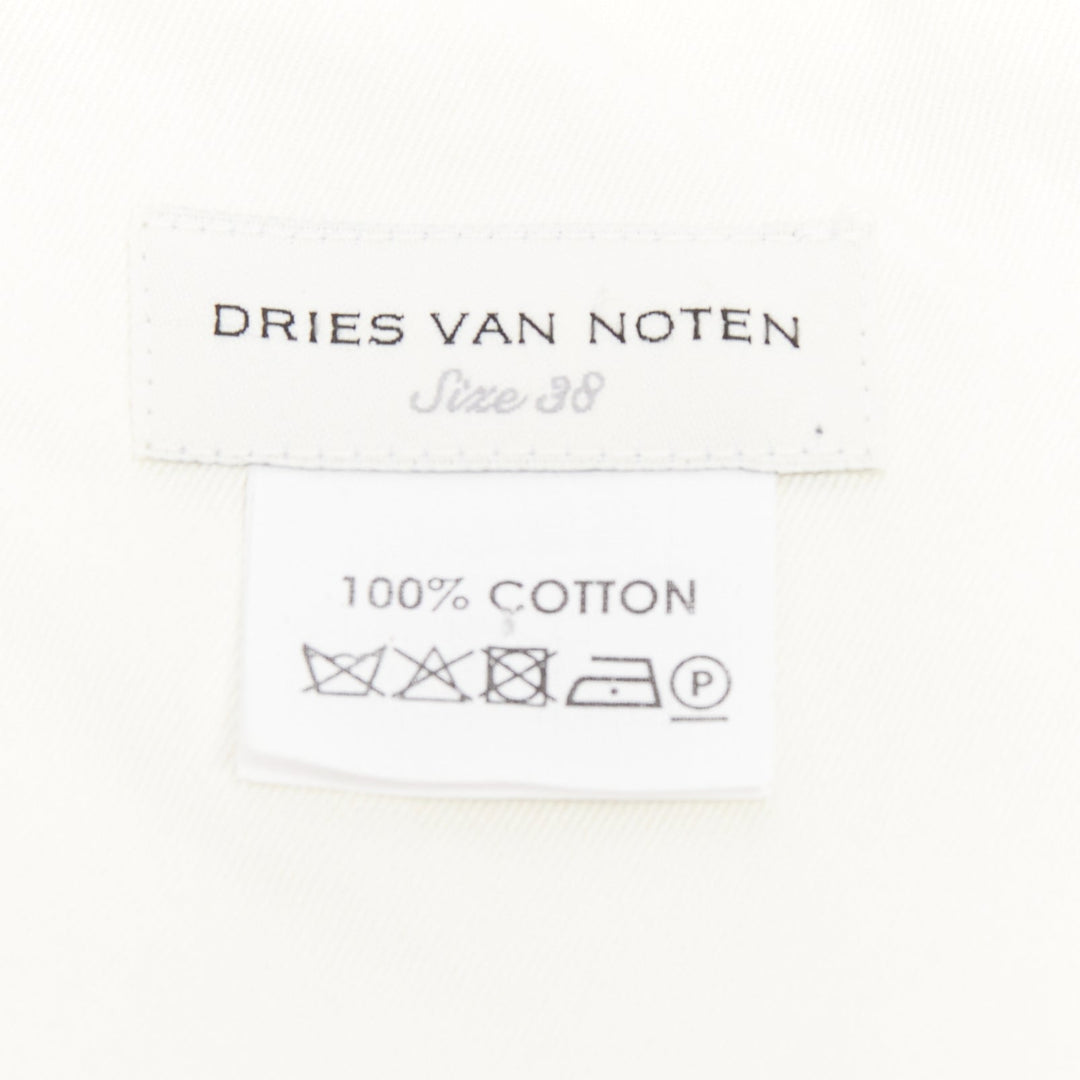 DRIES VAN NOTEN
Size 38
100% COTTON
P